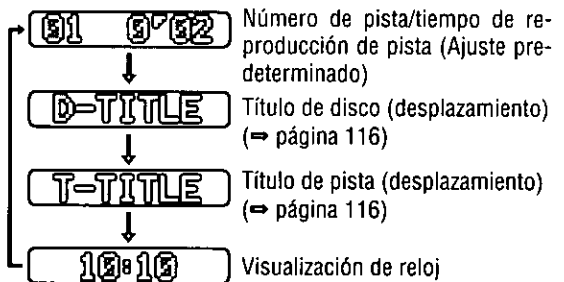 01 0'02
Número de pista/tiempo de re-
producción de pista (Ajuste pre-
determinado)
D-TITLE
Título de disco (desplazamiento)
(⇒ página 116)
T-TITLE
Título de pista (desplazamiento)
(⇒ página 116)
10:10
Visualización de reloj